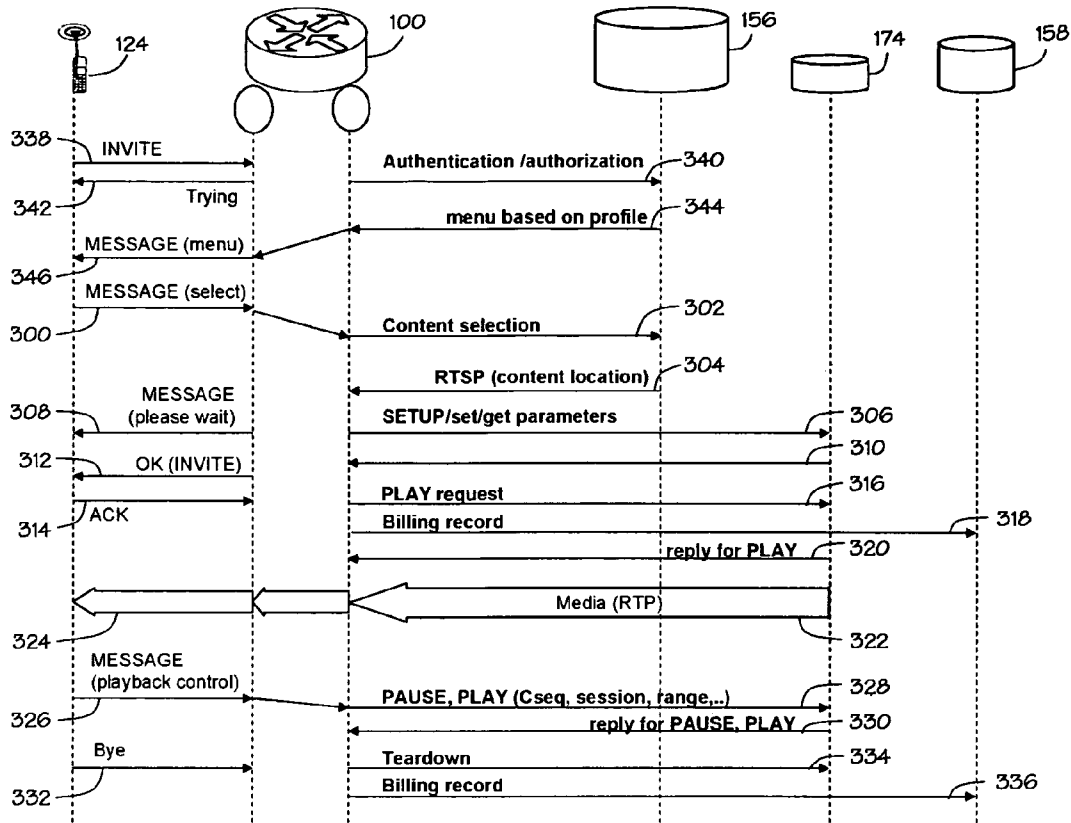 124
100
156
174
158
338
INVITE
Authentication /authorization
340
342
Trying
menu based on profile
344
MESSAGE (menu)
346
MESSAGE (select)
300
Content selection
302
RTSP (content location)
304
MESSAGE
(please wait)
308
SETUP/set/get parameters
306
310
312
OK (INVITE)
PLAY request
316
314
ACK
Billing record
318
reply for PLAY
320
Media (RTP)
324
322
MESSAGE
(playback control)
326
PAUSE, PLAY (Cseq, session, range,..)
328
reply for PAUSE, PLAY
330
Bye
Teardown
334
332
Billing record
336